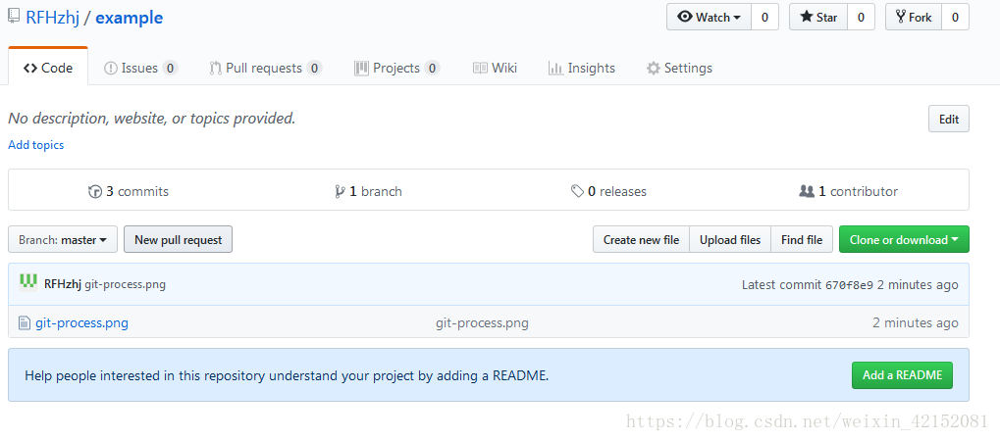 RFHzhj / example Watch 0 Star 0 Fork 0
Code Issues 0 Pull requests 0 Projects 0 Wiki Insights Settings
No description, website, or topics provided. Edit
Add topics
3 commits 1 branch 0 releases 1 contributor
Branch: master New pull request Create new file Upload files Find file Clone or download
RFHzhj git-process.png Latest commit 670f8e9 2 minutes ago
git-process.png git-process.png 2 minutes ago
Help people interested in this repository understand your project by adding a README. Add a README
https://blog.csdn.net/weixin_42152081